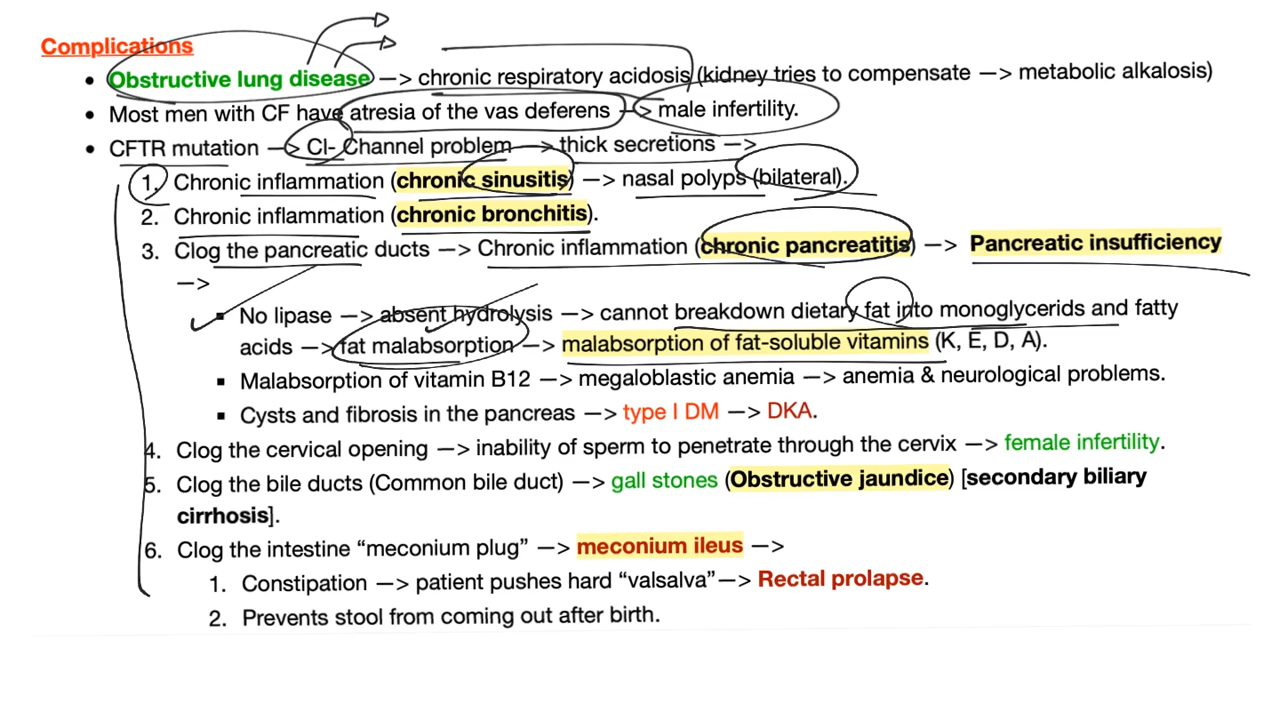 Complications
• Obstructive lung disease —> chronic respiratory acidosis (kidney tries to compensate —> metabolic alkalosis)
• Most men with CF have atresia of the vas deferens —> male infertility.
• CFTR mutation —> Cl- Channel problem —> thick secretions —>
1. Chronic inflammation (chronic sinusitis) —> nasal polyps (bilateral).
2. Chronic inflammation (chronic bronchitis).
3. Clog the pancreatic ducts —> Chronic inflammation (chronic pancreatitis) —> Pancreatic insufficiency
—>
▪ No lipase —> absent hydrolysis —> cannot breakdown dietary fat into monoglycerids and fatty
acids —> fat malabsorption —> malabsorption of fat-soluble vitamins (K, E, D, A).
▪ Malabsorption of vitamin B12 —> megaloblastic anemia —> anemia & neurological problems.
▪ Cysts and fibrosis in the pancreas —> type I DM —> DKA.
4. Clog the cervical opening —> inability of sperm to penetrate through the cervix —> female infertility.
5. Clog the bile ducts (Common bile duct) —> gall stones (Obstructive jaundice) [secondary biliary
cirrhosis].
6. Clog the intestine “meconium plug” —> meconium ileus —>
1. Constipation —> patient pushes hard “valsalva”—> Rectal prolapse.
2. Prevents stool from coming out after birth.